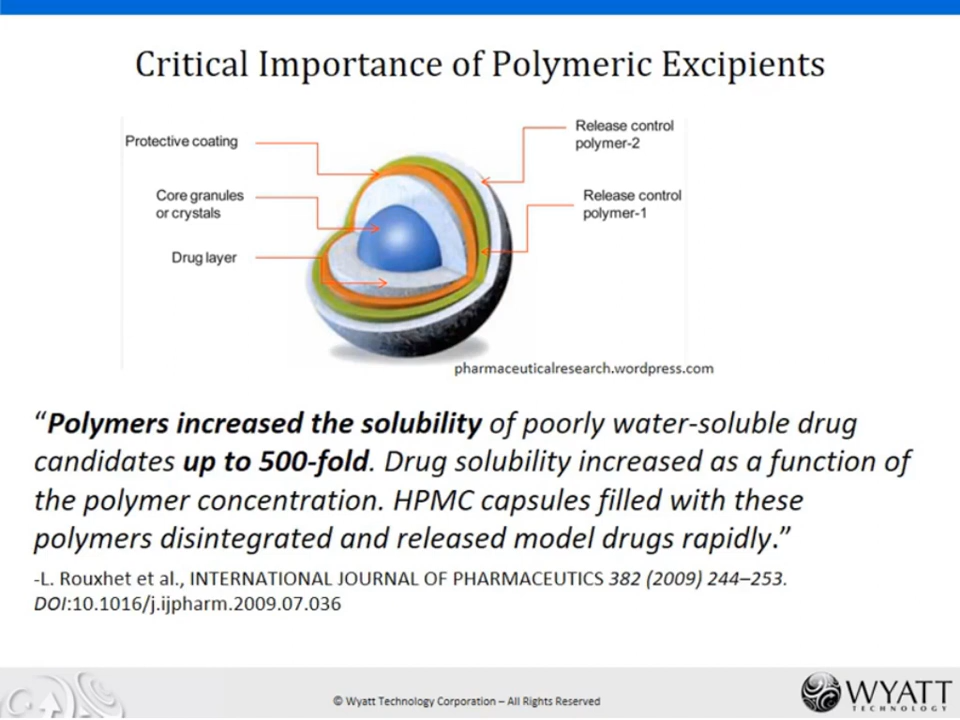 Critical Importance of Polymeric Excipients
Protective coating
Core granules
or crystals
Drug layer
Release control
polymer-2
Release control
polymer-1
pharmaceuticalresearch.wordpress.com
“Polymers increased the solubility of poorly water-soluble drug
candidates up to 500-fold. Drug solubility increased as a function of
the polymer concentration. HPMC capsules filled with these
polymers disintegrated and released model drugs rapidly.”
-L. Rouxhet et al., INTERNATIONAL JOURNAL OF PHARMACEUTICS 382 (2009) 244–253.
DOI:10.1016/j.ijpharm.2009.07.036
© Wyatt Technology Corporation – All Rights Reserved
WYATT
TECHNOLOGY